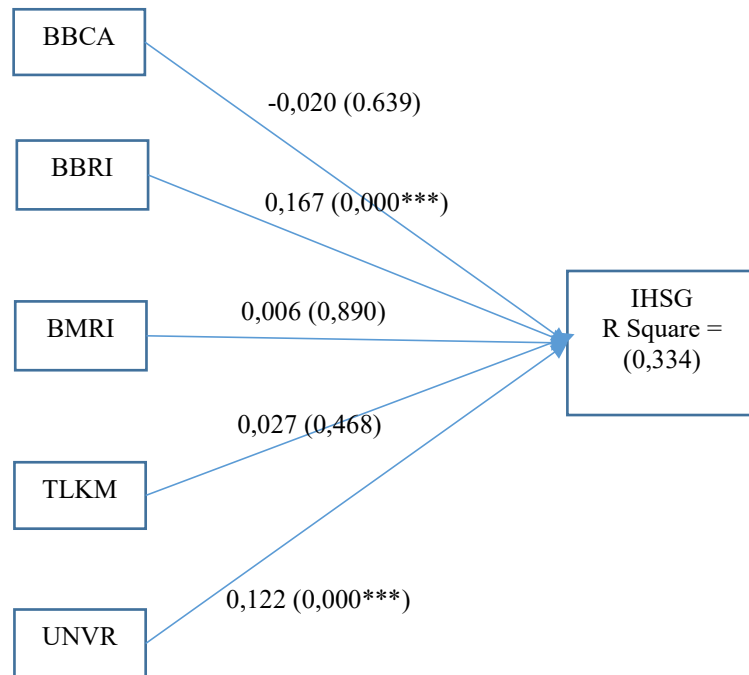 BBCA
-0,020 (0.639)
BBRI
0,167 (0,000***)
BMRI
0,006 (0,890)
IHSG
R Square =
(0,334)
TLKM
0,027 (0,468)
UNVR
0,122 (0,000***)